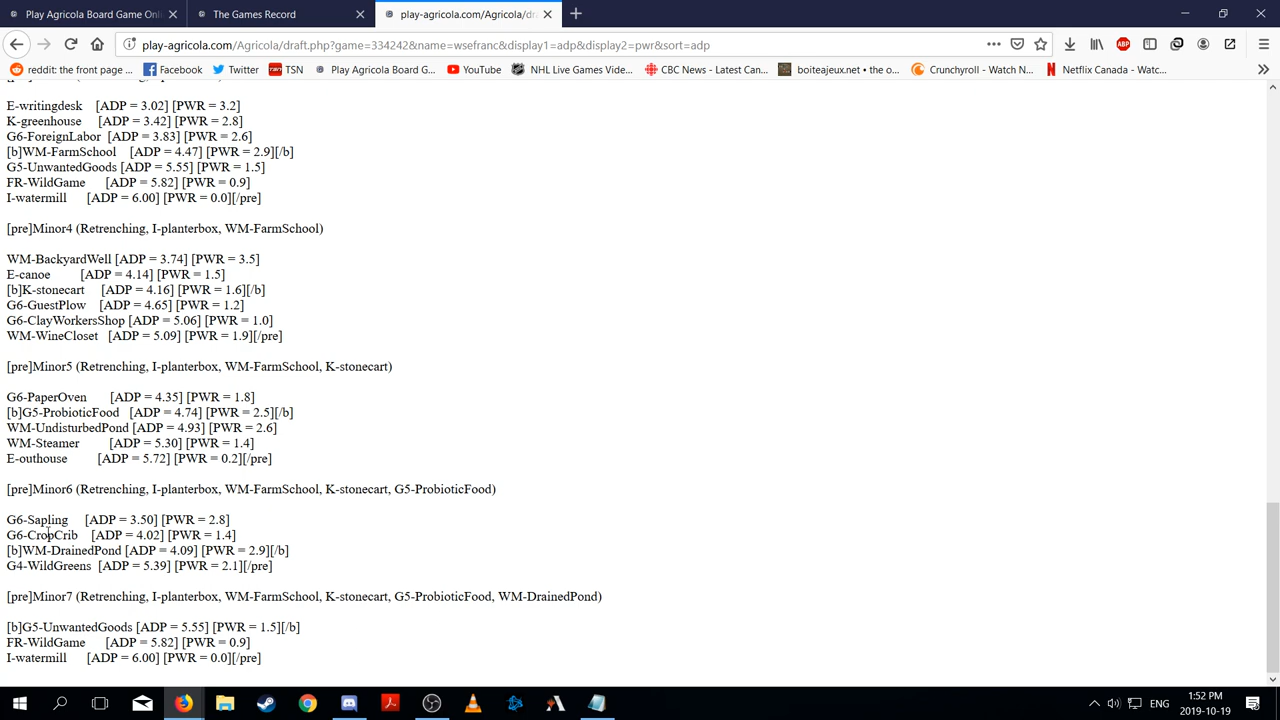 Play Agricola Board Game Onl
The Games Record
play-agricola.com/Agricola/dra
play-agricola.com/Agricola/draft.php?game=334242&name=wsefranc&display1=adp&display2=pwr&sort=adp
reddit: the front page ...
Facebook
Twitter
TSN
Play Agricola Board G...
YouTube
NHL Live Games Video...
CBC News - Latest Can...
boiteajeux.net • the o...
Crunchyroll - Watch N...
Netflix Canada - Watc...
E-writingdesk [ADP = 3.02] [PWR = 3.2]
K-greenhouse [ADP = 3.42] [PWR = 2.8]
G6-ForeignLabor [ADP = 3.83] [PWR = 2.6]
[b]WM-FarmSchool [ADP = 4.47] [PWR = 2.9][/b]
G5-UnwantedGoods [ADP = 5.55] [PWR = 1.5]
FR-WildGame [ADP = 5.82] [PWR = 0.9]
I-watermill [ADP = 6.00] [PWR = 0.0][/pre]
[pre]Minor4 (Retrenching, I-planterbox, WM-FarmSchool)
WM-BackyardWell [ADP = 3.74] [PWR = 3.5]
E-canoe [ADP = 4.14] [PWR = 1.5]
[b]K-stonecart [ADP = 4.16] [PWR = 1.6][/b]
G6-GuestPlow [ADP = 4.65] [PWR = 1.2]
G6-ClayWorkersShop [ADP = 5.06] [PWR = 1.0]
WM-WineCloset [ADP = 5.09] [PWR = 1.9][/pre]
[pre]Minor5 (Retrenching, I-planterbox, WM-FarmSchool, K-stonecart)
G6-PaperOven [ADP = 4.35] [PWR = 1.8]
[b]G5-ProbioticFood [ADP = 4.74] [PWR = 2.5][/b]
WM-UndisturbedPond [ADP = 4.93] [PWR = 2.6]
WM-Steamer [ADP = 5.30] [PWR = 1.4]
E-outhouse [ADP = 5.72] [PWR = 0.2][/pre]
[pre]Minor6 (Retrenching, I-planterbox, WM-FarmSchool, K-stonecart, G5-ProbioticFood)
G6-Sapling [ADP = 3.50] [PWR = 2.8]
G6-CropCrib [ADP = 4.02] [PWR = 1.4]
[b]WM-DrainedPond [ADP = 4.09] [PWR = 2.9][/b]
G4-WildGreens [ADP = 5.39] [PWR = 2.1][/pre]
[pre]Minor7 (Retrenching, I-planterbox, WM-FarmSchool, K-stonecart, G5-ProbioticFood, WM-DrainedPond)
[b]G5-UnwantedGoods [ADP = 5.55] [PWR = 1.5][/b]
FR-WildGame [ADP = 5.82] [PWR = 0.9]
I-watermill [ADP = 6.00] [PWR = 0.0][/pre]
ENG
1:52 PM
2019-10-19